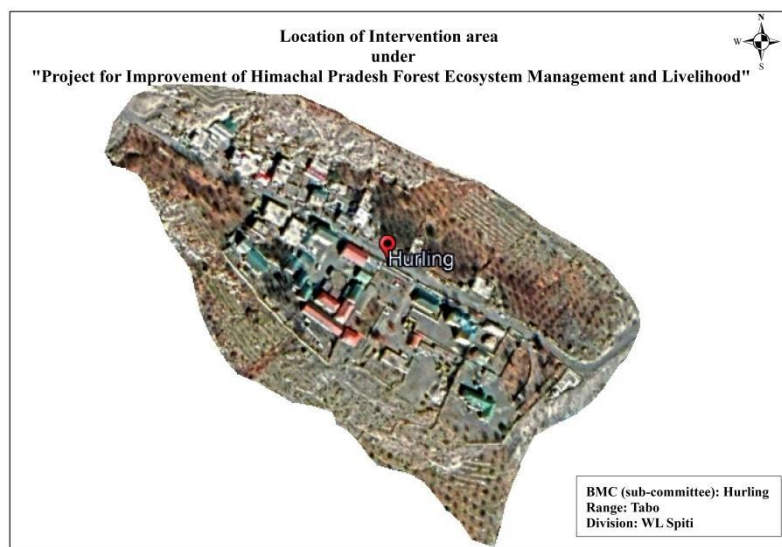 Location of Intervention area
under
"Project for Improvement of Himachal Pradesh Forest Ecosystem Management and Livelihood"
N
W
S
Hurling
BMC (sub-committee): Hurling
Range: Tabo
Division: WL Spiti